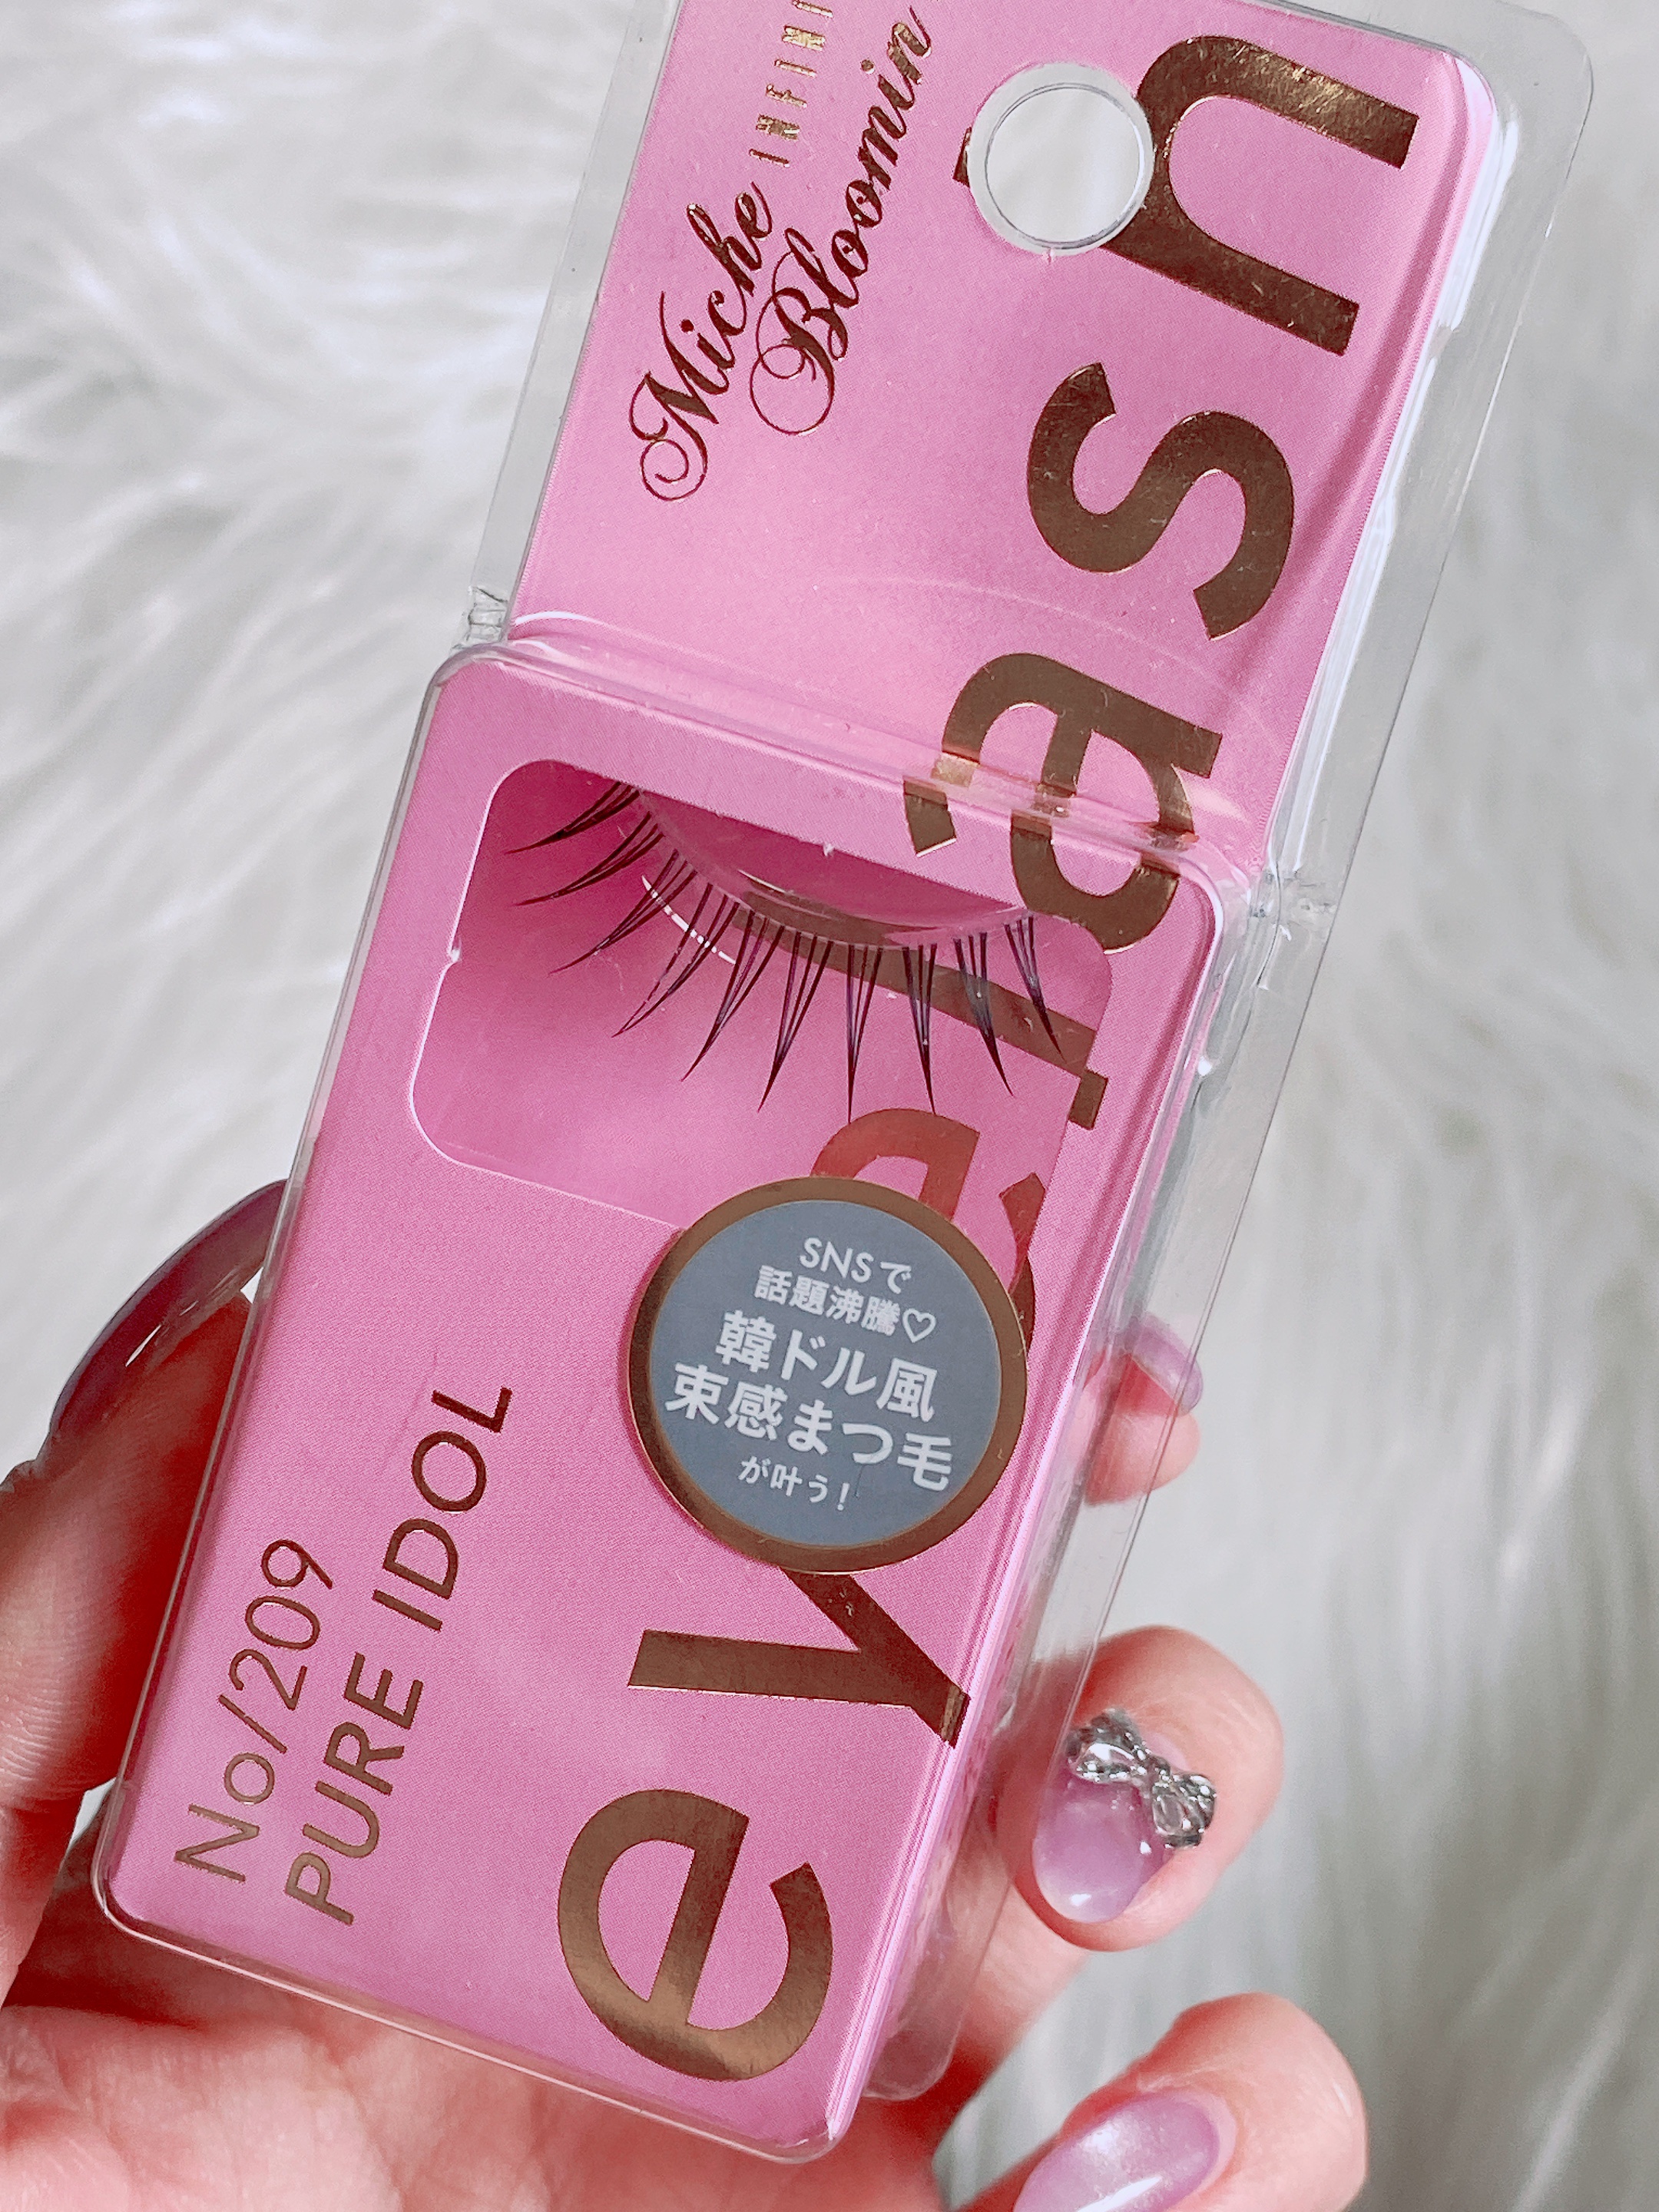 Miche
Bloomin
eyelash
SNSで
話題沸騰♡
韓ドル風
束感まつ毛
が叶う!
No/209
PURE IDOL